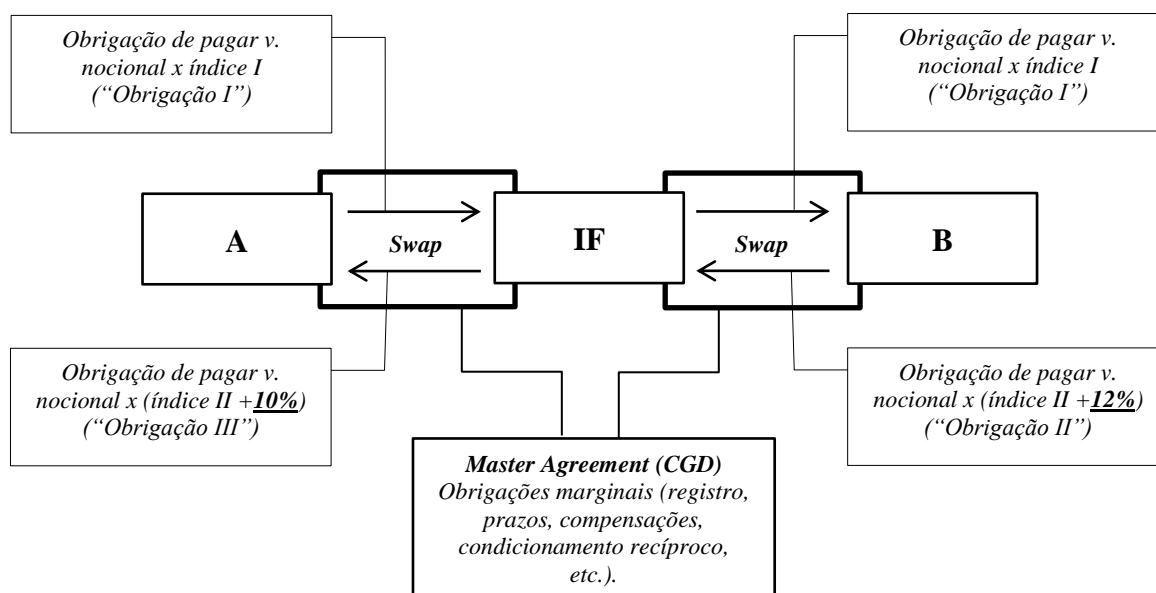 Obrigação de pagar v.
nocional x índice I
(“Obrigação I”)
Obrigação de pagar v.
nocional x índice I
(“Obrigação I”)
A
Swap
IF
Swap
B
Obrigação de pagar v.
nocional x (índice II +10%)
(“Obrigação III”)
Obrigação de pagar v.
nocional x (índice II +12%)
(“Obrigação II”)
Master Agreement (CGD)
Obrigações marginais (registro,
prazos, compensações,
condicionamento recíproco,
etc.).